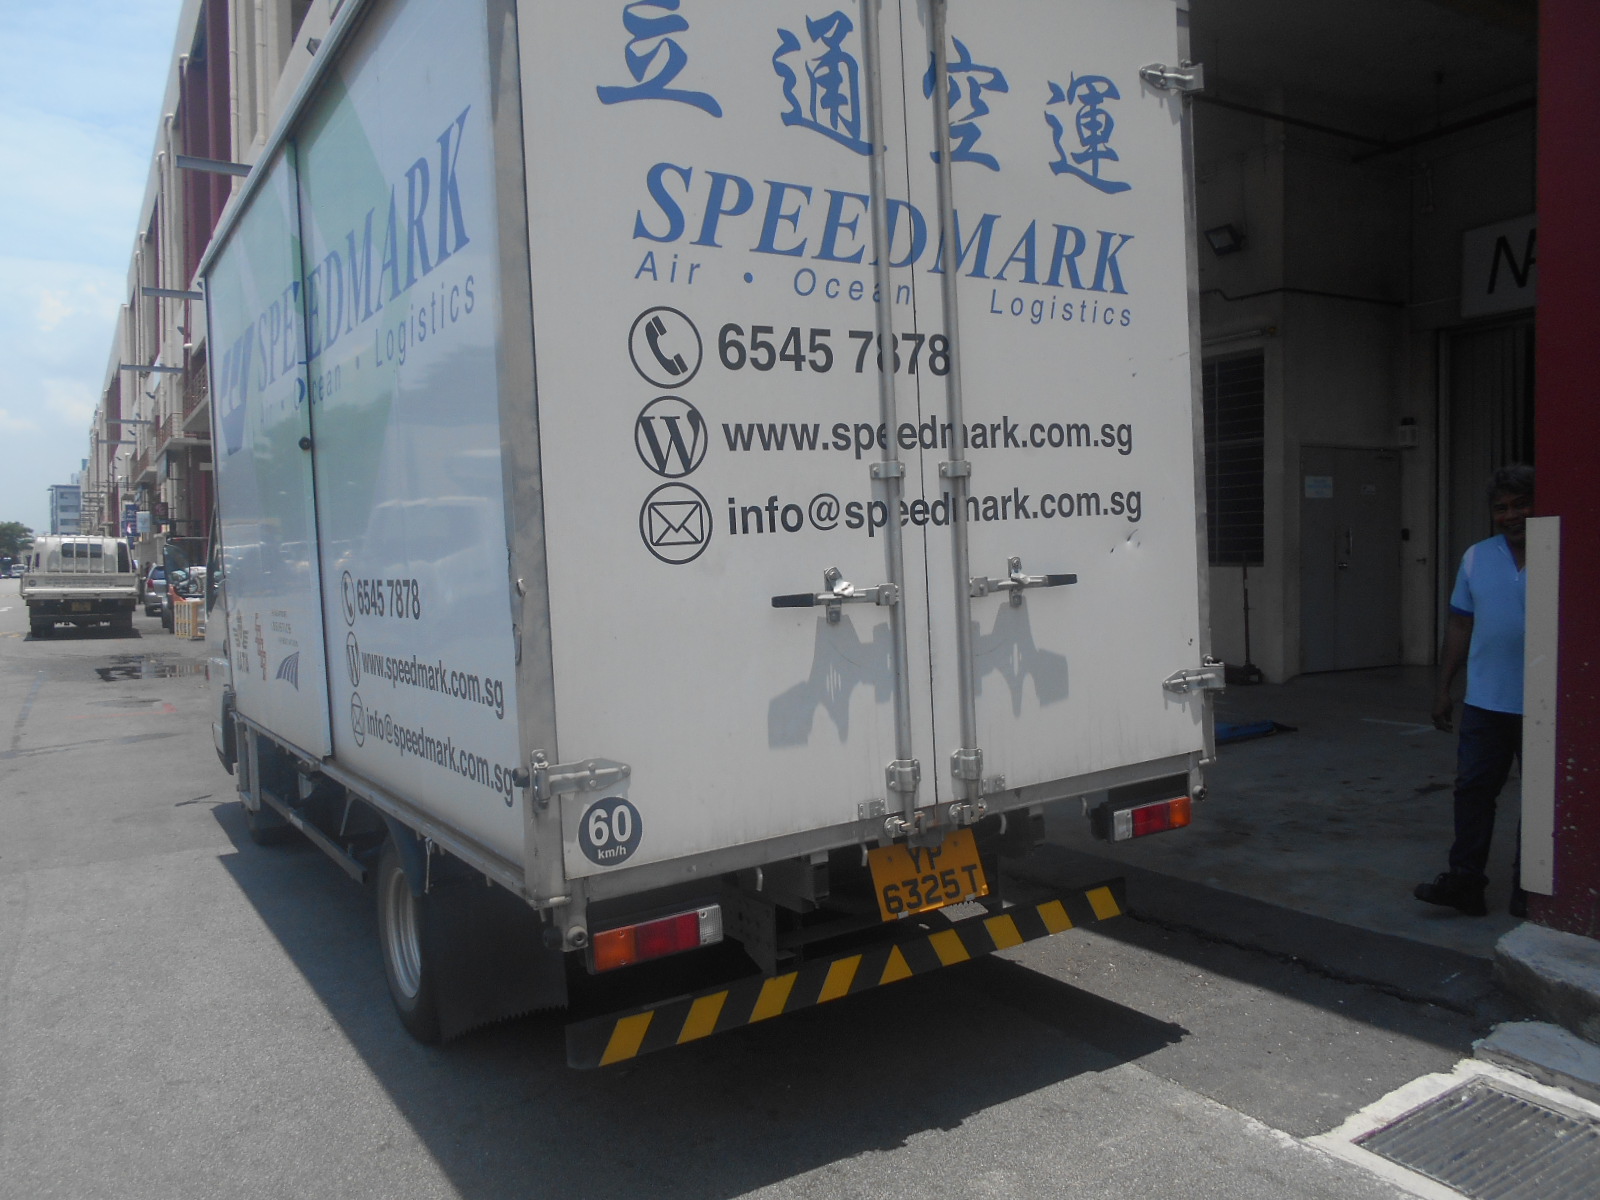 立通空運
SPEEDMARK
Air • Ocean Logistics
6545 7878
www.speedmark.com.sg
info@speedmark.com.sg
60
km/h
YP
6325T
SPEEDMARK
Air • Ocean • Logistics
6545 7878
www.speedmark.com.sg
info@speedmark.com.sg